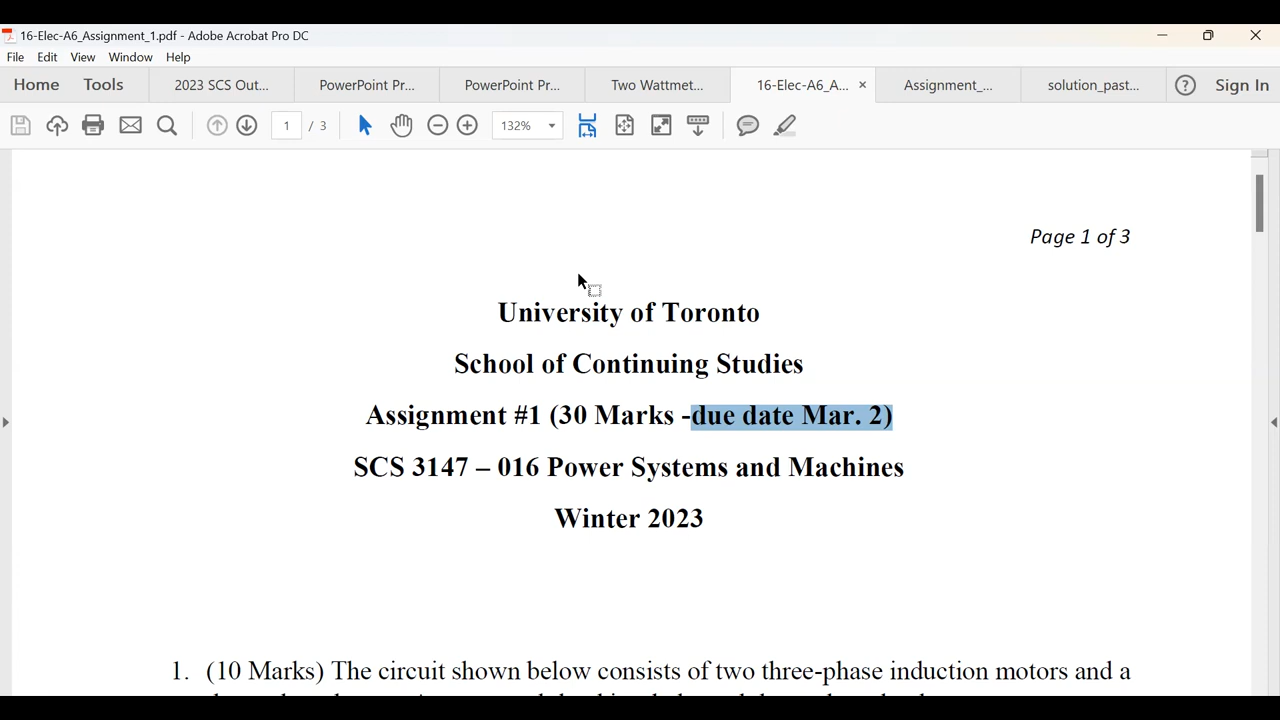 16-Elec-A6_Assignment_1.pdf - Adobe Acrobat Pro DC
File Edit View Window Help
Home Tools 2023 SCS Out... PowerPoint Pr... PowerPoint Pr... Two Wattmet... 16-Elec-A6_A... × Assignment_... solution_past... ? Sign In
1 / 3 132%
Page 1 of 3
University of Toronto
School of Continuing Studies
Assignment #1 (30 Marks -due date Mar. 2)
SCS 3147 – 016 Power Systems and Machines
Winter 2023
1. (10 Marks) The circuit shown below consists of two three-phase induction motors and a